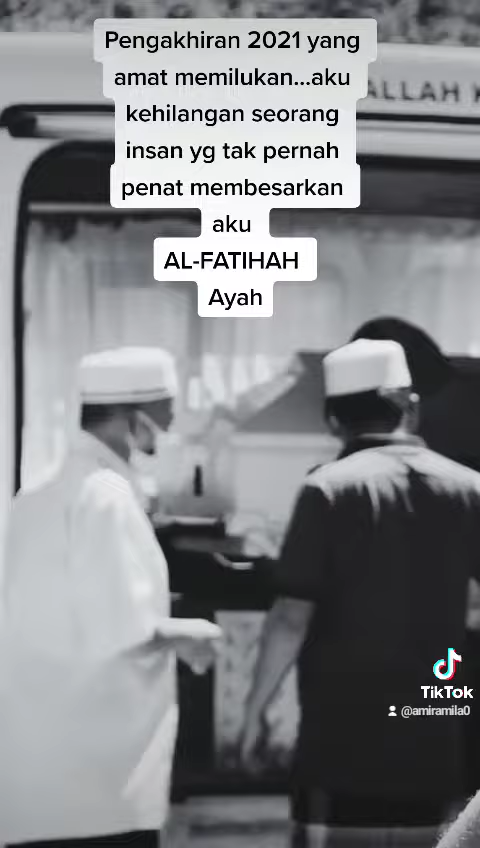 Pengakhiran 2021 yang
amat memilukan...aku
kehilangan seorang
insan yg tak pernah
penat membesarkan
aku
AL-FATIHAH
Ayah
ALLAH
TikTok
@amiramila0